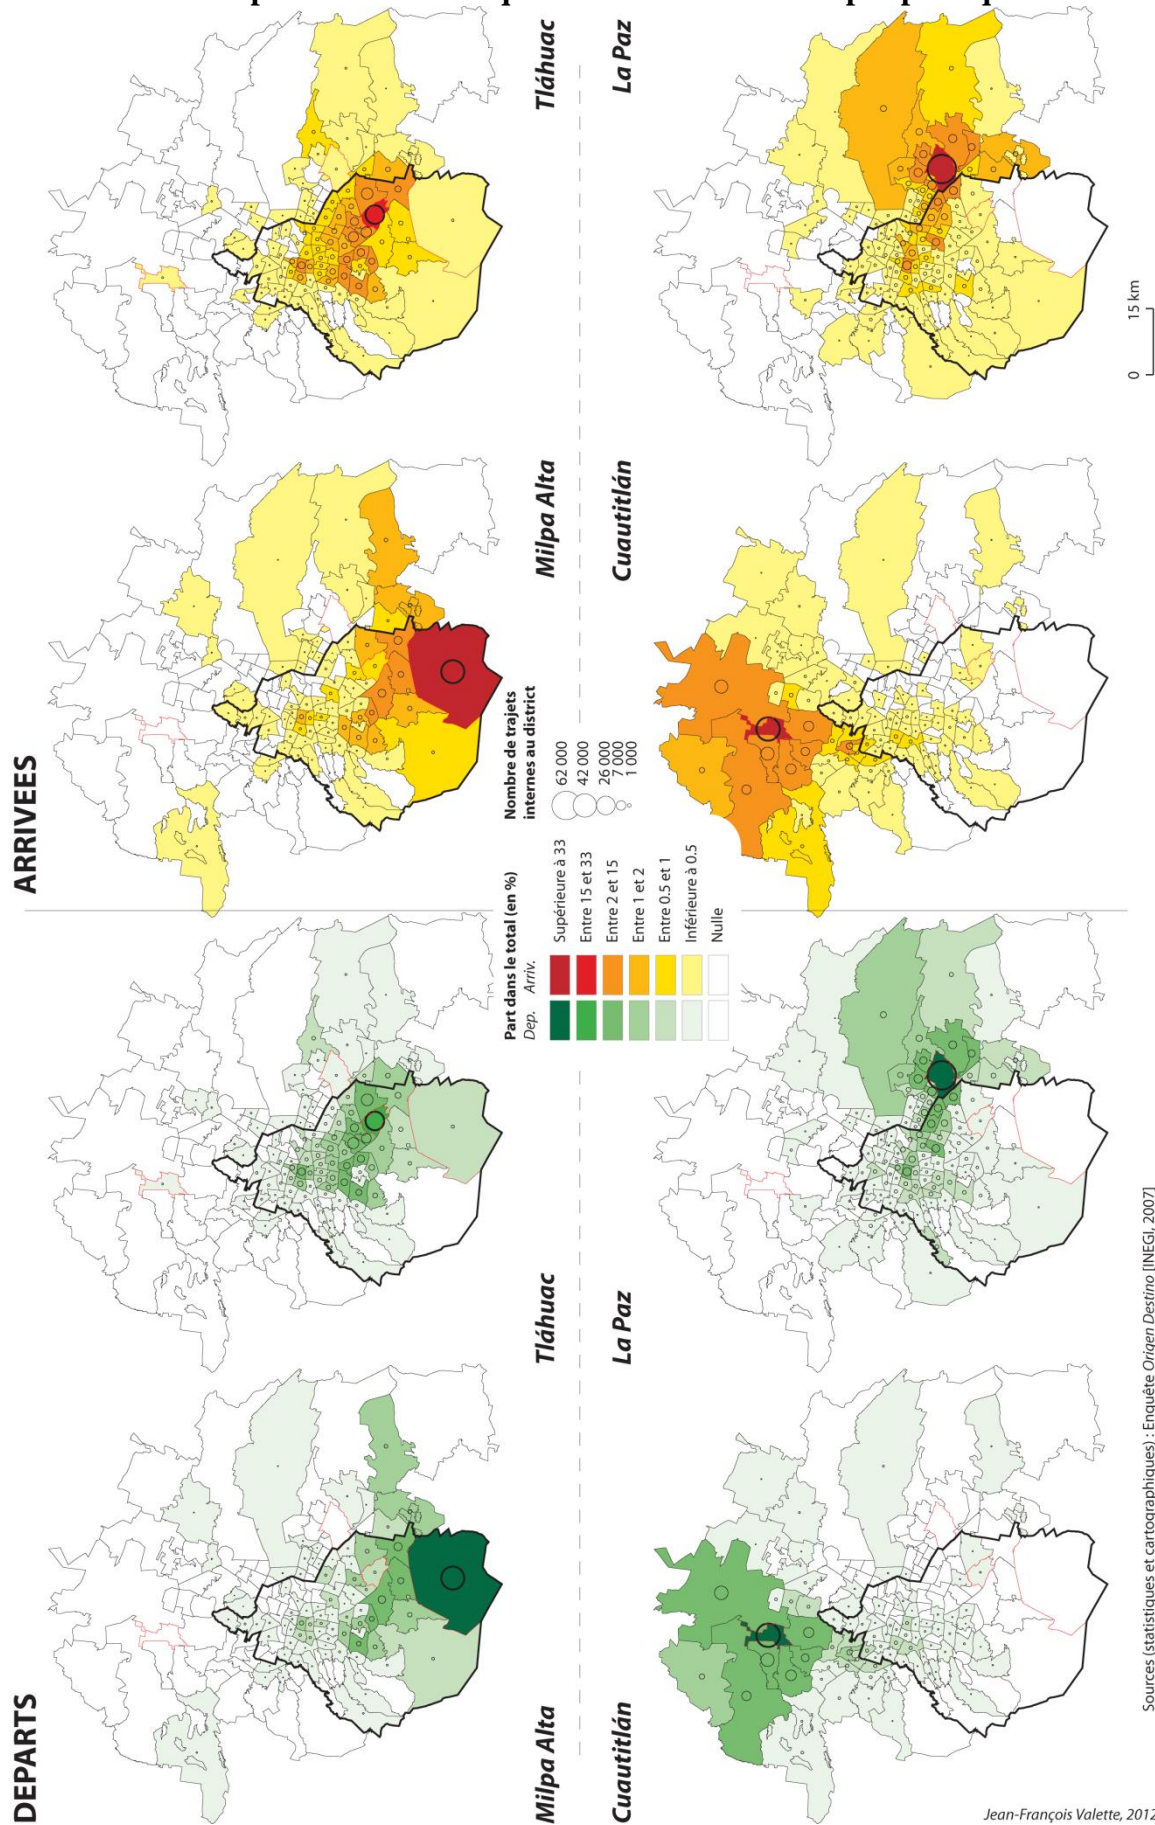 DEPARTS
ARRIVEES
Milpa Alta
Tláhuac
Milpa Alta
Tláhuac
Part dans le total (en %)
Dep. Arriv.
Supérieure à 33
Entre 15 et 33
Entre 2 et 15
Entre 1 et 2
Entre 0.5 et 1
Inférieure à 0.5
Nulle
Nombre de trajets
internes au district
62 000
42 000
26 000
7 000
1 000
Cuautitlán
La Paz
Cuautitlán
La Paz
0 15 km
Sources (statistiques et cartographiques) : Enquête Origen Destino [INEGI, 2007]
Jean-François Valette, 2012